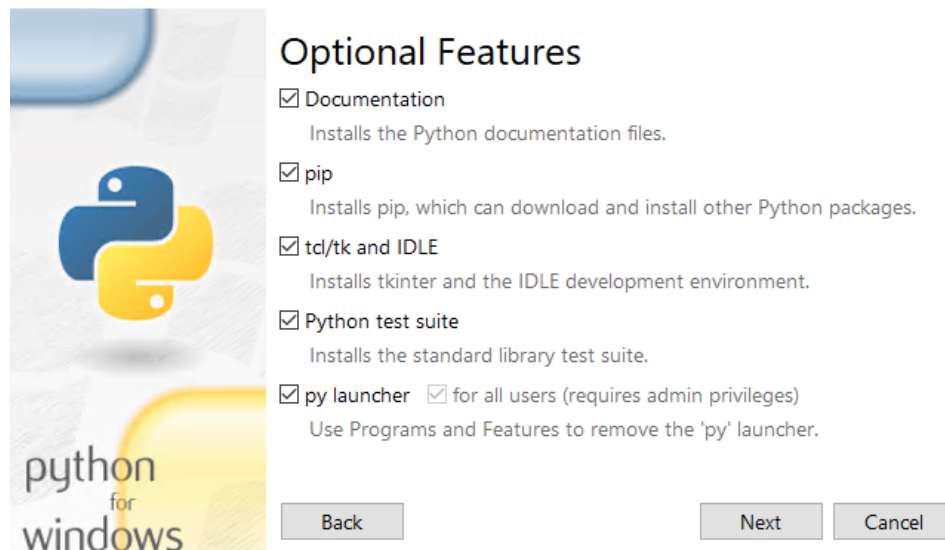 Optional Features
Documentation
Installs the Python documentation files.
pip
Installs pip, which can download and install other Python packages.
tcl/tk and IDLE
Installs tkinter and the IDLE development environment.
Python test suite
Installs the standard library test suite.
py launcher for all users (requires admin privileges)
Use Programs and Features to remove the 'py' launcher.
python
for
windows
Back Next Cancel